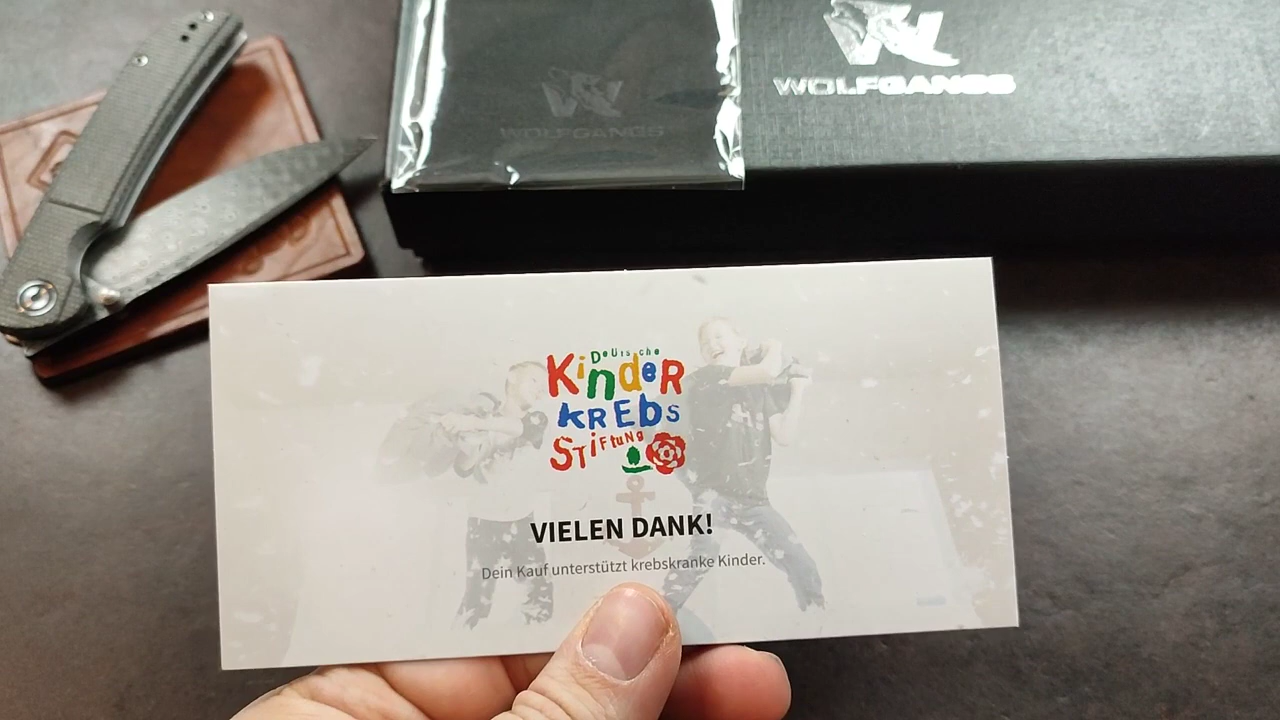 WOLFGANGS
WOLFGANGS
Deutsche
KinDeR
KREbS
STiFtuNg
VIELEN DANK!
Dein Kauf unterstützt krebskranke Kinder.